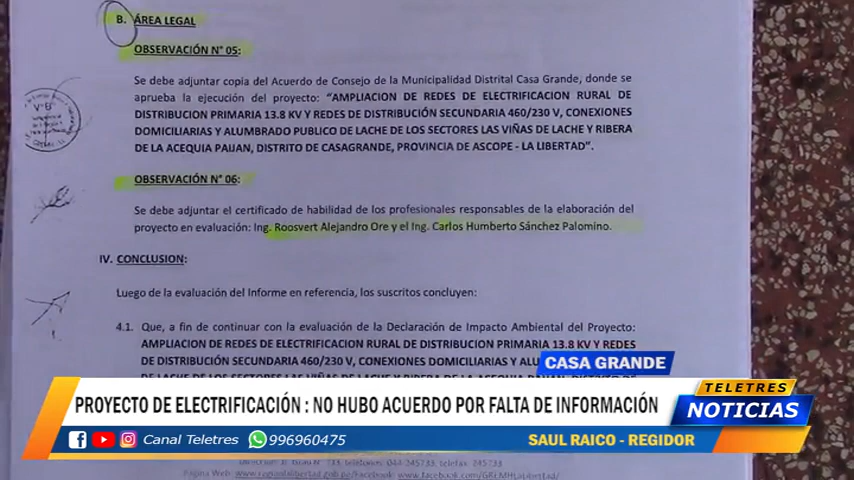 B. ÁREA LEGAL
OBSERVACIÓN N° 05:
Se debe adjuntar copia del Acuerdo de Consejo de la Municipalidad Distrital Casa Grande, donde se
aprueba la ejecución del proyecto: “AMPLIACION DE REDES DE ELECTRIFICACION RURAL DE
DISTRIBUCION PRIMARIA 13.8 KV Y REDES DE DISTRIBUCIÓN SECUNDARIA 460/230 V, CONEXIONES
DOMICILIARIAS Y ALUMBRADO PUBLICO DE LACHE DE LOS SECTORES LAS VIÑAS DE LACHE Y RIBERA
DE LA ACEQUIA PAIJAN, DISTRITO DE CASAGRANDE, PROVINCIA DE ASCOPE - LA LIBERTAD”.
OBSERVACIÓN N° 06:
Se debe adjuntar el certificado de habilidad de los profesionales responsables de la elaboración del
proyecto en evaluación: Ing. Roosvert Alejandro Ore y el Ing. Carlos Humberto Sánchez Palomino.
IV. CONCLUSION:
Luego de la evaluación del Informe en referencia, los suscritos concluyen:
4.1. Que, a fin de continuar con la evaluación de la Declaración de Impacto Ambiental del Proyecto:
AMPLIACION DE REDES DE ELECTRIFICACION RURAL DE DISTRIBUCION PRIMARIA 13.8 KV Y REDES
DE DISTRIBUCIÓN SECUNDARIA 460/230 V, CONEXIONES DOMICILIARIAS Y
V°B°
CASA GRANDE
PROYECTO DE ELECTRIFICACIÓN : NO HUBO ACUERDO POR FALTA DE INFORMACIÓN
TELETRES
NOTICIAS
Canal Teletres 996960475
SAUL RAICO - REGIDOR
Página Web: